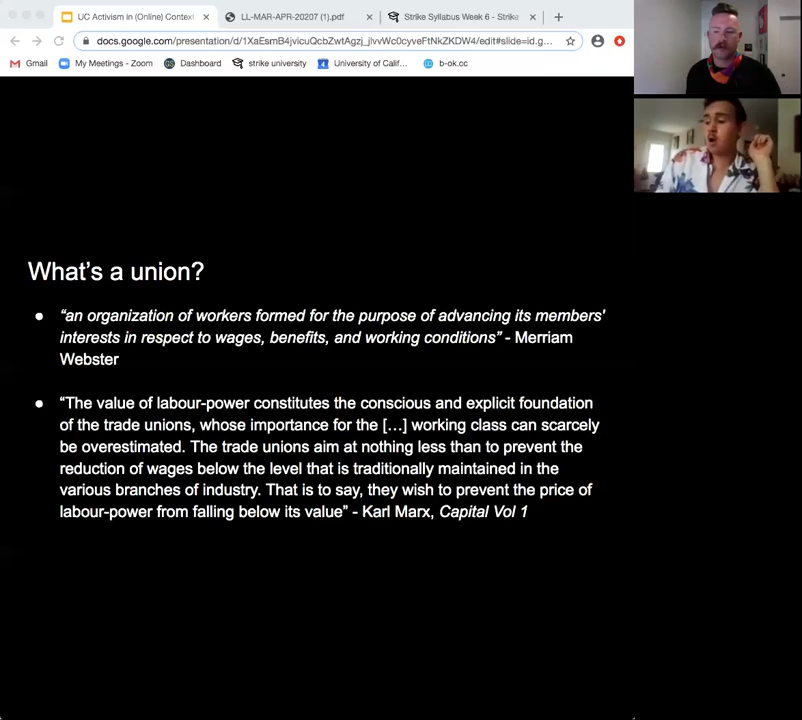 UC Activism In (Online) Context
LL-MAR-APR-20207 (1).pdf
Strike Syllabus Week 6 - Strike
docs.google.com/presentation/d/1XaEsmB4jvicuQcbZwtAgzj_jlvvWc0cyveFtNkZKDW4/edit#slide=id.g...
Gmail
My Meetings - Zoom
Dashboard
strike university
University of Calif...
b-ok.cc
What's a union?
● “an organization of workers formed for the purpose of advancing its members'
interests in respect to wages, benefits, and working conditions” - Merriam
Webster
● “The value of labour-power constitutes the conscious and explicit foundation
of the trade unions, whose importance for the [...] working class can scarcely
be overestimated. The trade unions aim at nothing less than to prevent the
reduction of wages below the level that is traditionally maintained in the
various branches of industry. That is to say, they wish to prevent the price of
labour-power from falling below its value” - Karl Marx, Capital Vol 1